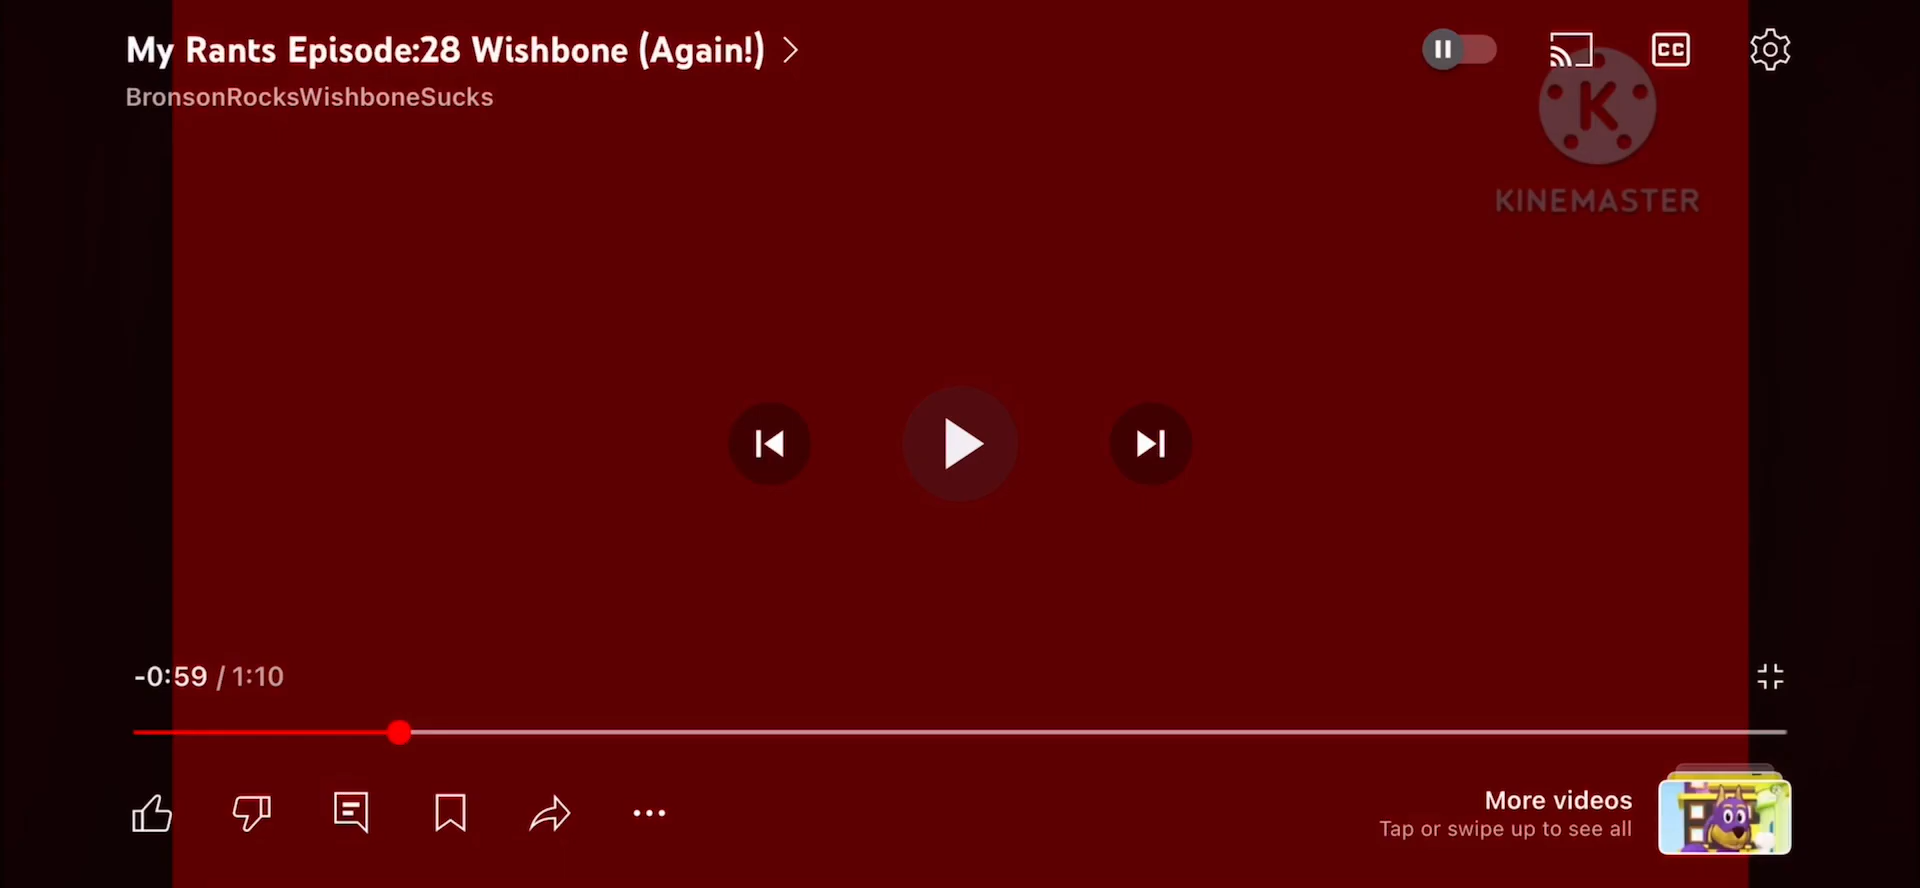 My Rants Episode:28 Wishbone (Again!)
BronsonRocksWishboneSucks
CC
K
KINEMASTER
-0:59 / 1:10
More videos
Tap or swipe up to see all